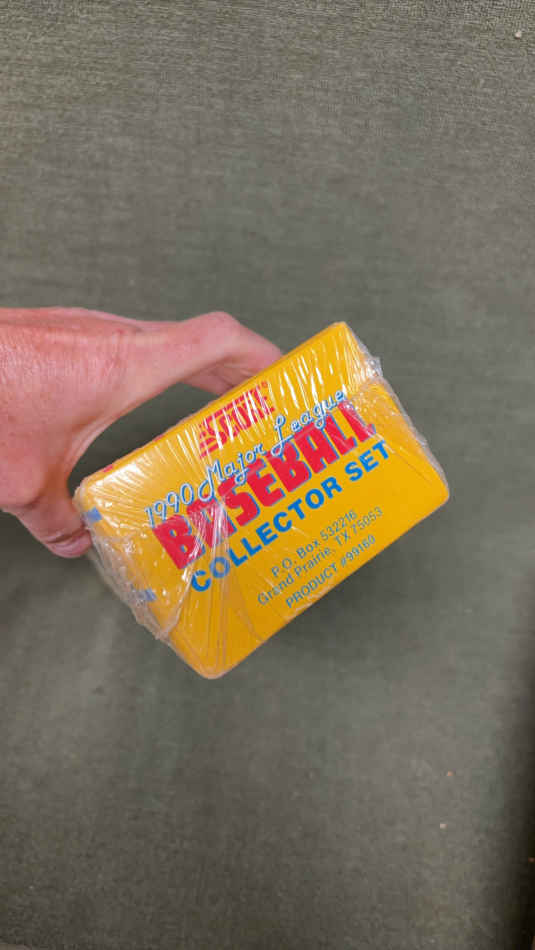 SCORE
1990 Major League
BASEBALL
COLLECTOR SET
P.O. Box 532216
Grand Prairie, TX 75053
PRODUCT #99160